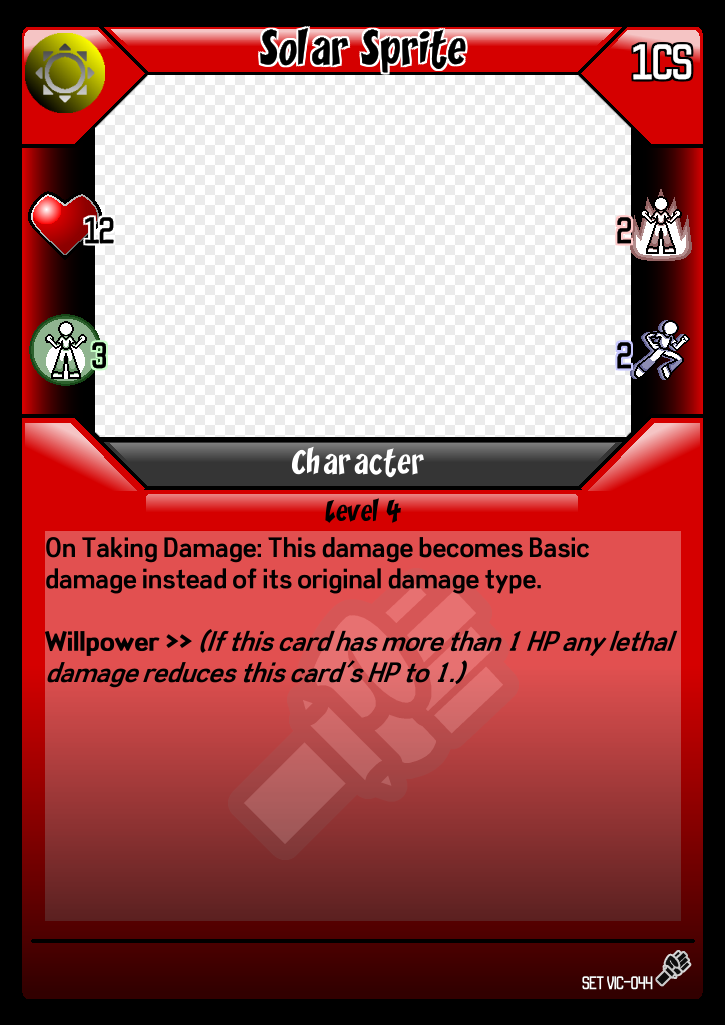 Solar Sprite
1CS
12
2
3
2
Character
Level 4
On Taking Damage: This damage becomes Basic
damage instead of its original damage type.
Willpower >> (If this card has more than 1 HP any lethal
damage reduces this card's HP to 1.)
SET VIC-044